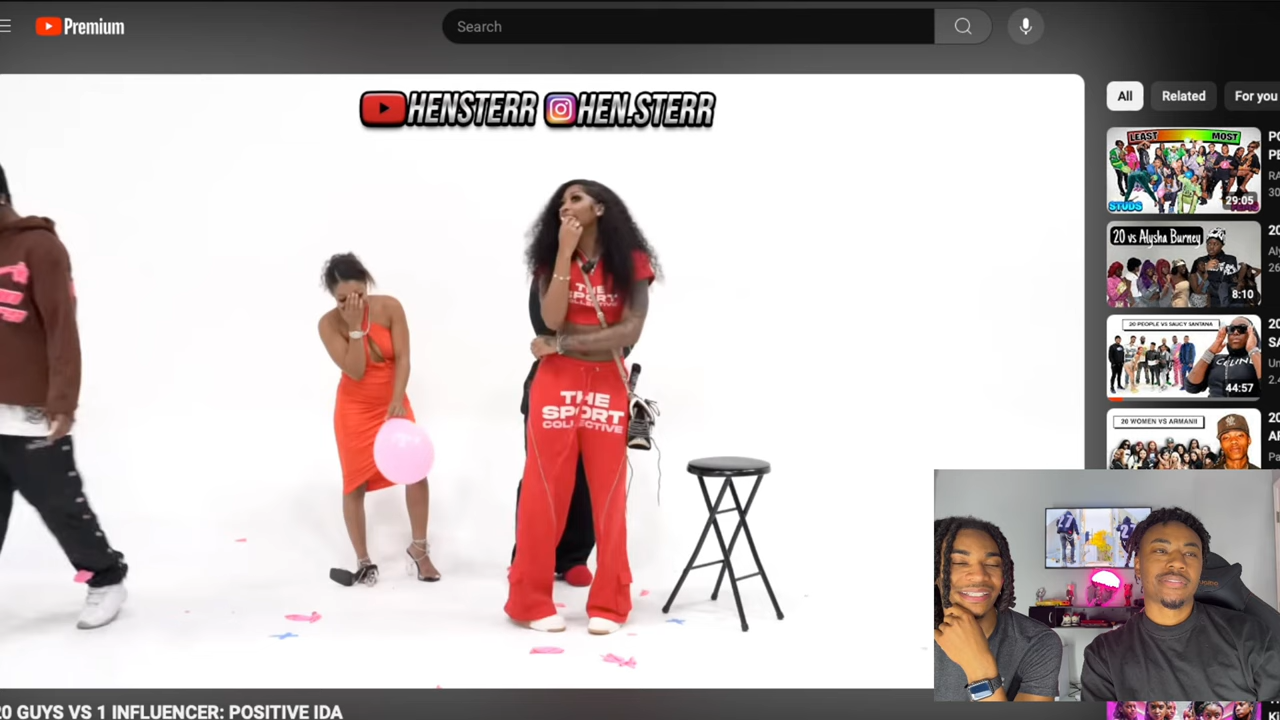 Premium
Search
HENSTERR HEN.STERR
All Related For you
LEAST MOST
STUDS
29:05
20 vs Alysha Burney
8:10
20 PEOPLE VS SAUCY SANTANA
CELINE
44:57
20 WOMEN VS ARMANII
THE
SPORT
COLLECTIVE
THE
SPORT
COLLECTIVE
20 GUYS VS 1 INFLUENCER: POSITIVE IDA